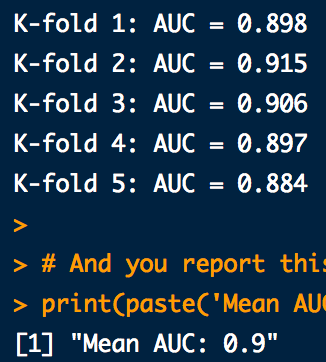 K-fold 1: AUC = 0.898
K-fold 2: AUC = 0.915
K-fold 3: AUC = 0.906
K-fold 4: AUC = 0.897
K-fold 5: AUC = 0.884
>
> # And you report this
> print(paste('Mean AUC
[1] "Mean AUC: 0.9"